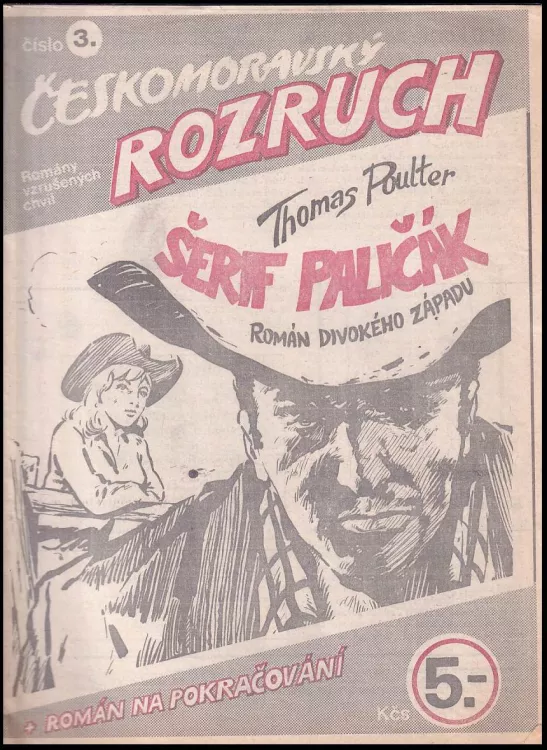 číslo 3.
ČESKOMORAVSKÝ
ROZRUCH
Romány
vzrušených
chvil
Thomas Poulter
ŠERIF PALIČÁK
ROMÁN DIVOKÉHO ZÁPADU
+ ROMÁN NA POKRAČOVÁNÍ
Kčs 5.-